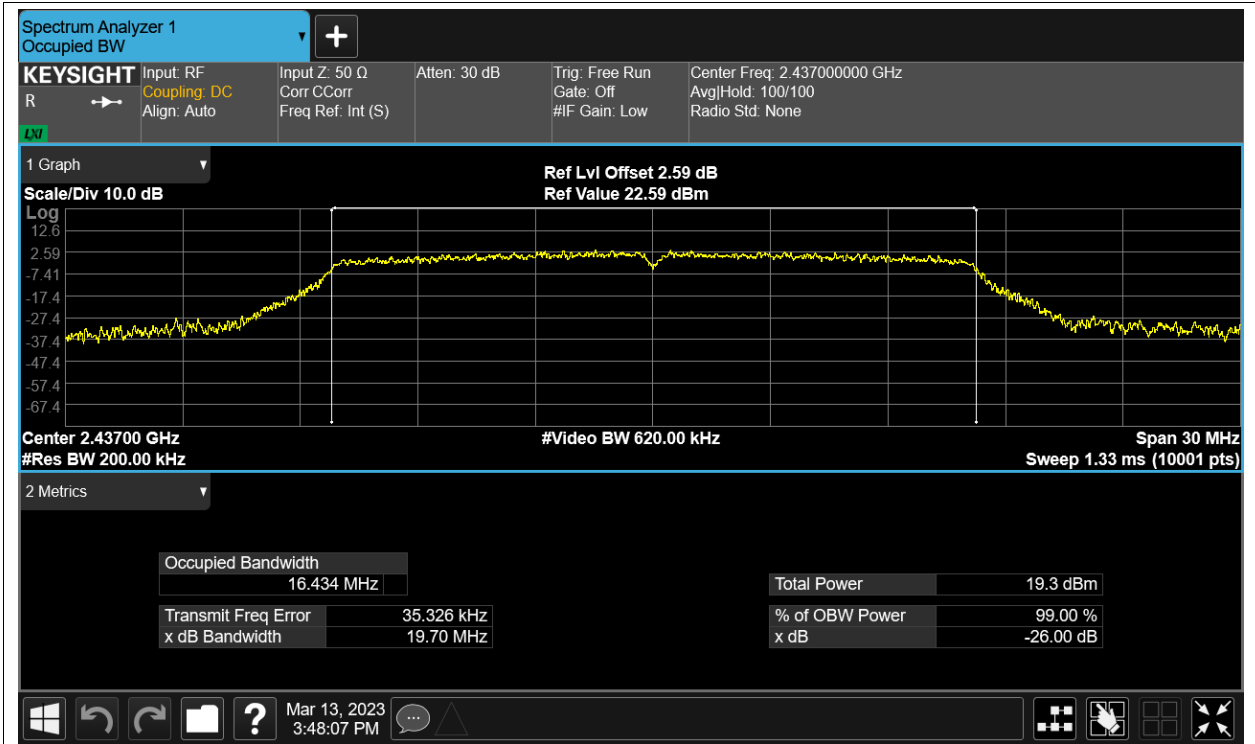 Spectrum Analyzer 1
Occupied BW
KEYSIGHT
R
LXI
Input: RF
Coupling: DC
Align: Auto
Input Z: 50 Ω
Corr CCorr
Freq Ref: Int (S)
Atten: 30 dB
Trig: Free Run
Gate: Off
#IF Gain: Low
Center Freq: 2.437000000 GHz
Avg|Hold: 100/100
Radio Std: None
1 Graph
Scale/Div 10.0 dB
Ref Lvl Offset 2.59 dB
Ref Value 22.59 dBm
Log
12.6
2.59
-7.41
-17.4
-27.4
-37.4
-47.4
-57.4
-67.4
Center 2.43700 GHz
#Res BW 200.00 kHz
#Video BW 620.00 kHz
Span 30 MHz
Sweep 1.33 ms (10001 pts)
2 Metrics
Occupied Bandwidth
16.434 MHz
Transmit Freq Error 35.326 kHz
x dB Bandwidth 19.70 MHz
Total Power 19.3 dBm
% of OBW Power 99.00 %
x dB -26.00 dB
?
Mar 13, 2023
3:48:07 PM